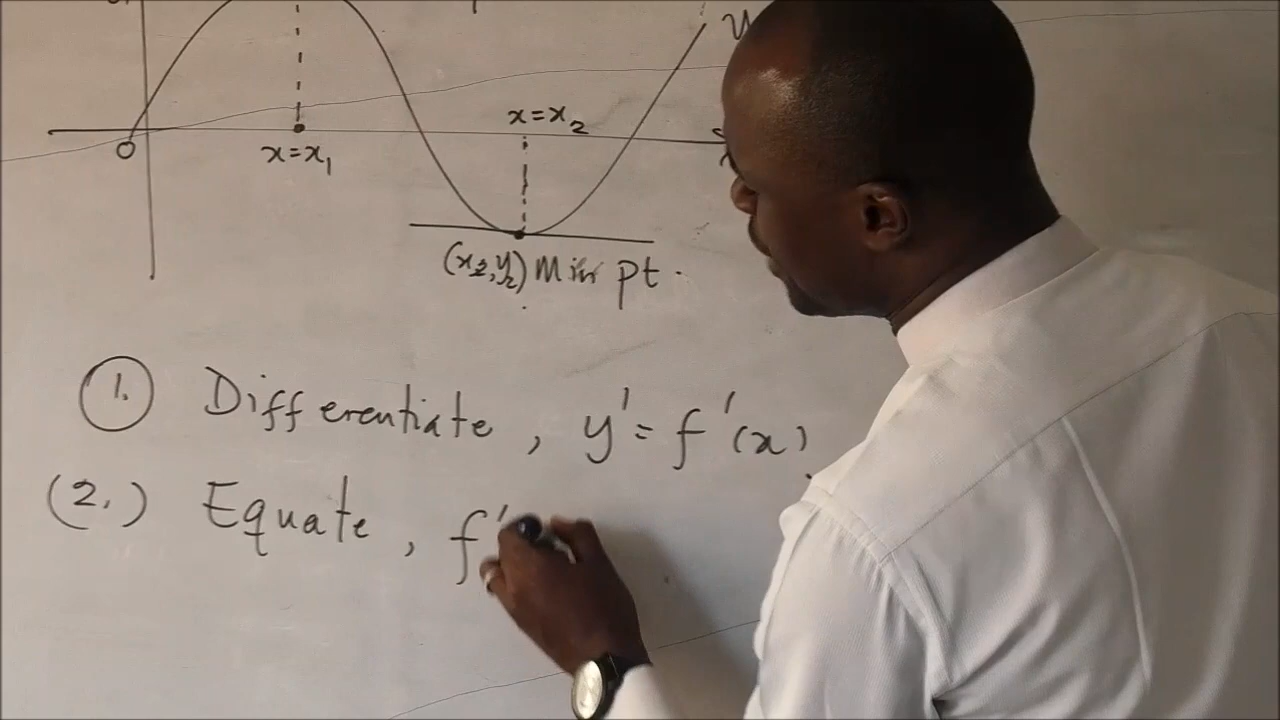 y
x=x₂
O
x=x₁
(x₂,y₂) Min pt.
1. Differentiate, y' = f'(x)
(2.) Equate, f'